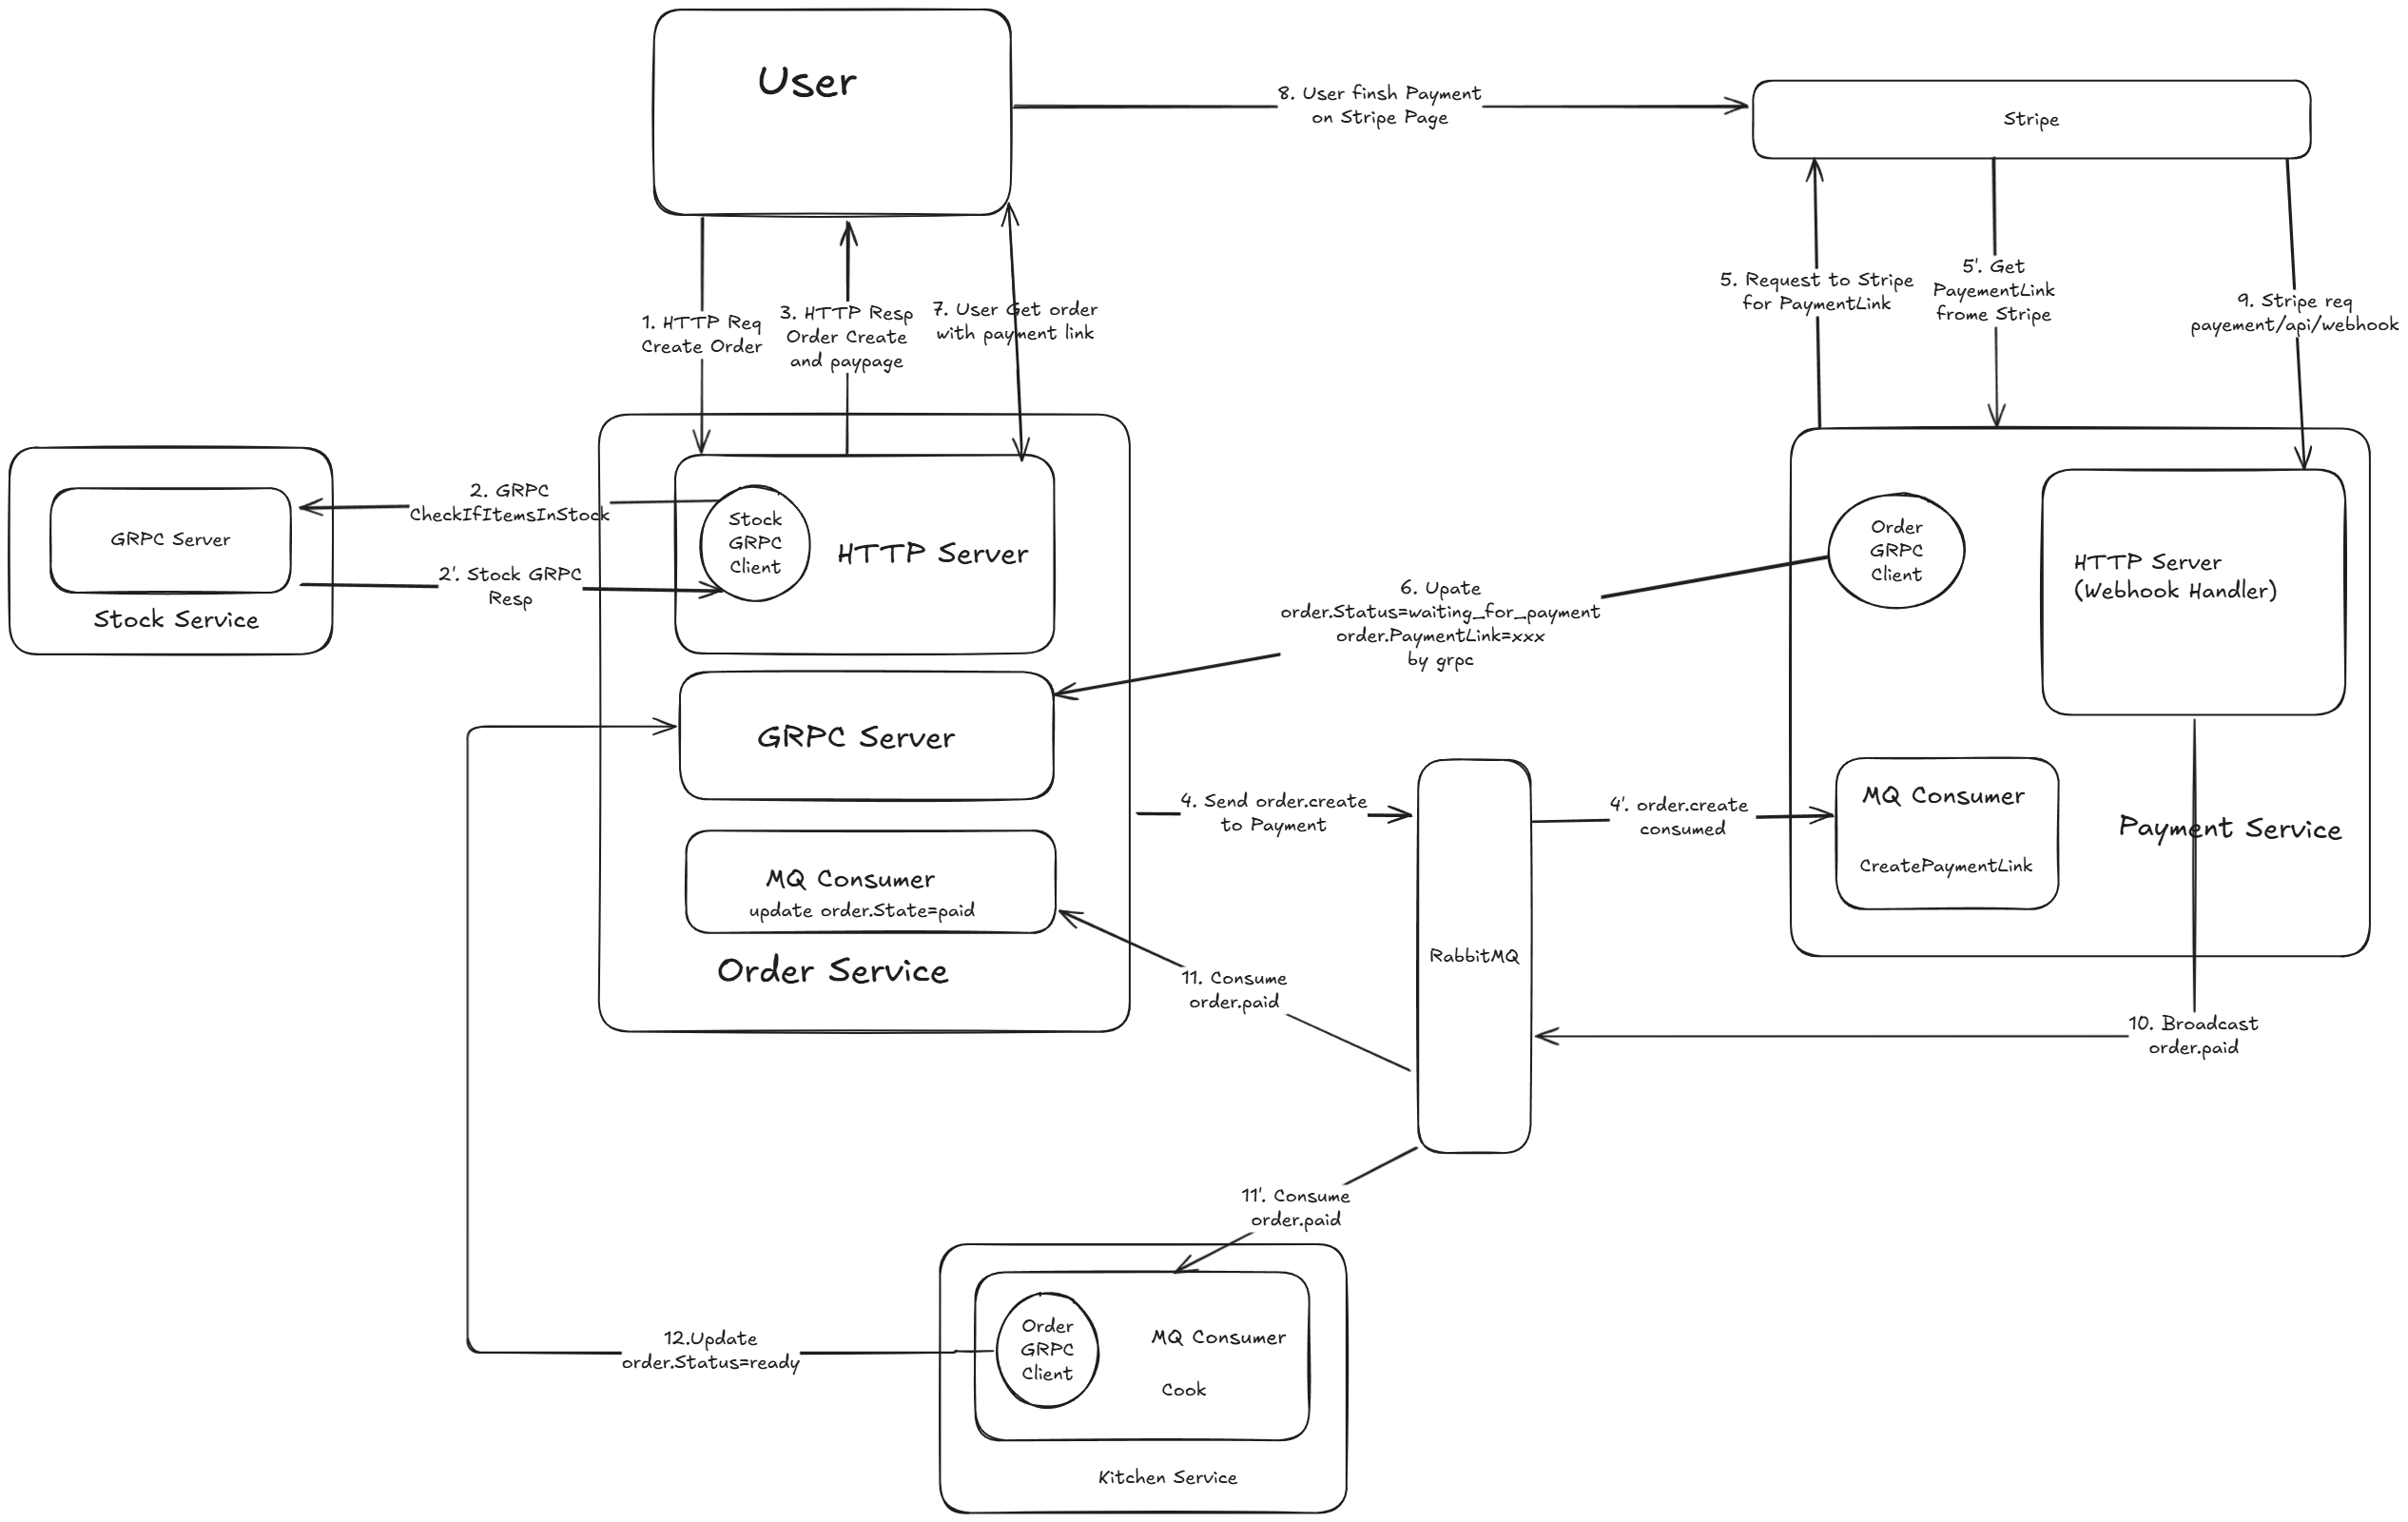 User
8. User finsh Payment
on Stripe Page
Stripe
1. HTTP Req
Create Order
3. HTTP Resp
Order Create
and paypage
7. User Get order
with payment link
5. Request to Stripe
for PaymentLink
5'. Get
PayementLink
frome Stripe
9. Stripe req
payement/api/webhook
2. GRPC
CheckIfItemsInStock
GRPC Server
2'. Stock GRPC
Resp
Stock Service
Stock
GRPC
Client
HTTP Server
Order
GRPC
Client
HTTP Server
(Webhook Handler)
6. Upate
order.Status=waiting_for_payment
order.PaymentLink=xxx
by grpc
GRPC Server
4. Send order.create
to Payment
4'. order.create
consumed
MQ Consumer
CreatePaymentLink
Payment Service
MQ Consumer
update order.State=paid
Order Service
RabbitMQ
11. Consume
order.paid
10. Broadcast
order.paid
11'. Consume
order.paid
12.Update
order.Status=ready
Order
GRPC
Client
MQ Consumer
Cook
Kitchen Service